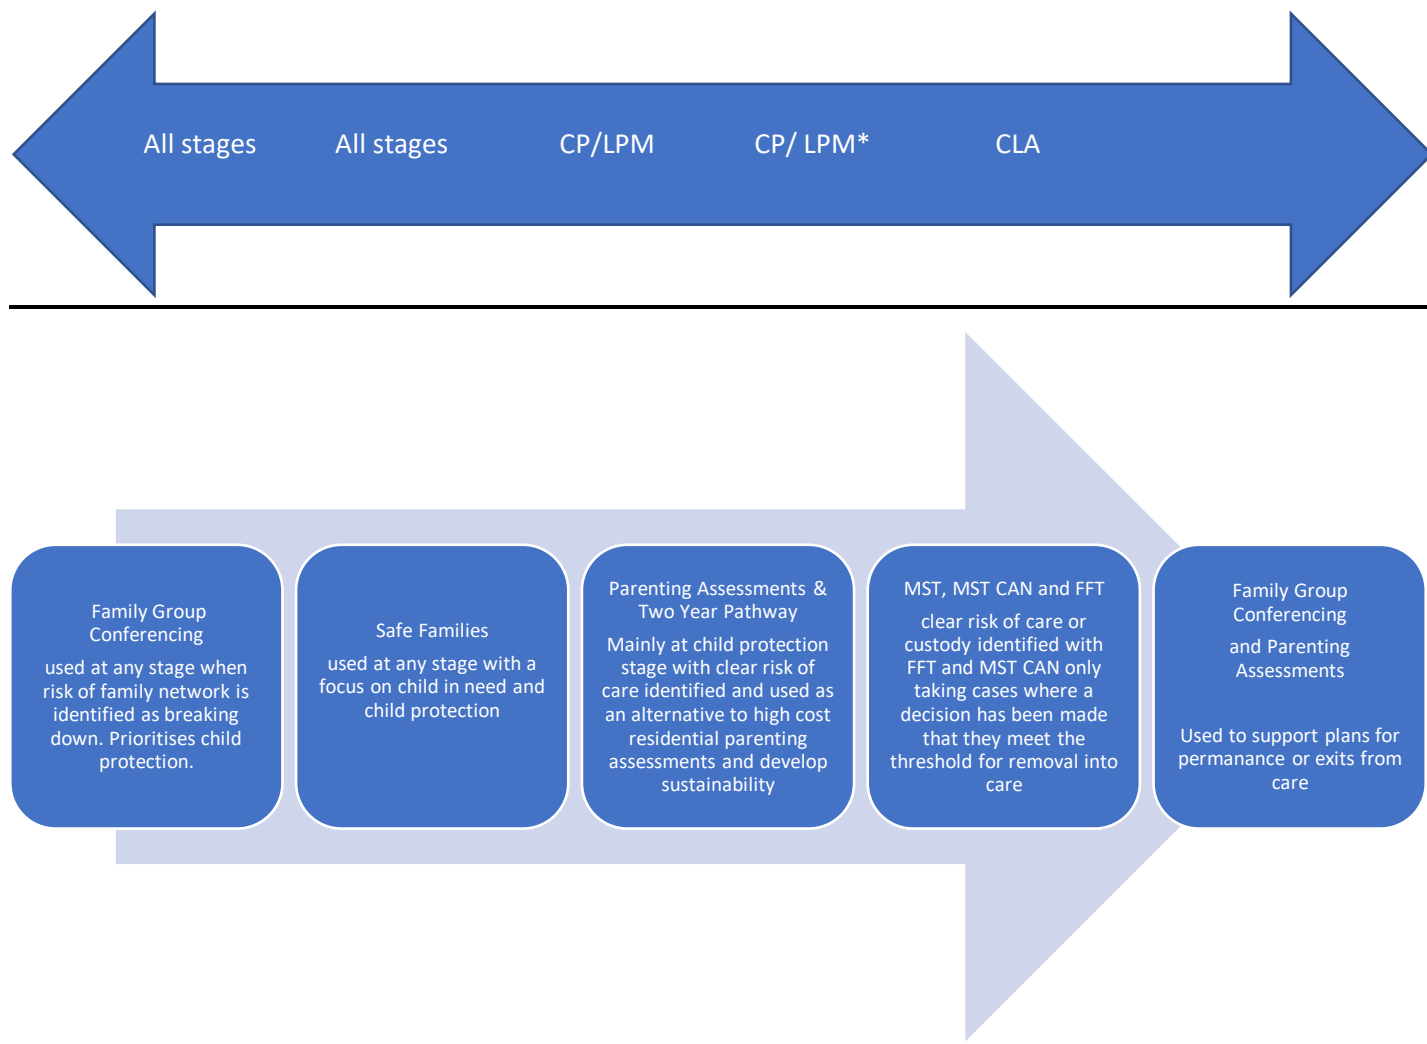 All stages
All stages
CP/LPM
CP/ LPM*
CLA
Family Group
Conferencing
used at any stage when
risk of family network is
identified as breaking
down. Prioritises child
protection.
Safe Families
used at any stage with a
focus on child in need and
child protection
Parenting Assessments &
Two Year Pathway
Mainly at child protection
stage with clear risk of
care identified and used as
an alternative to high cost
residential parenting
assessments and develop
sustainability
MST, MST CAN and FFT
clear risk of care or
custody identified with
FFT and MST CAN only
taking cases where a
decision has been made
that they meet the
threshold for removal into
care
Family Group
Conferencing
and Parenting
Assessments
Used to support plans for
permanance or exits from
care